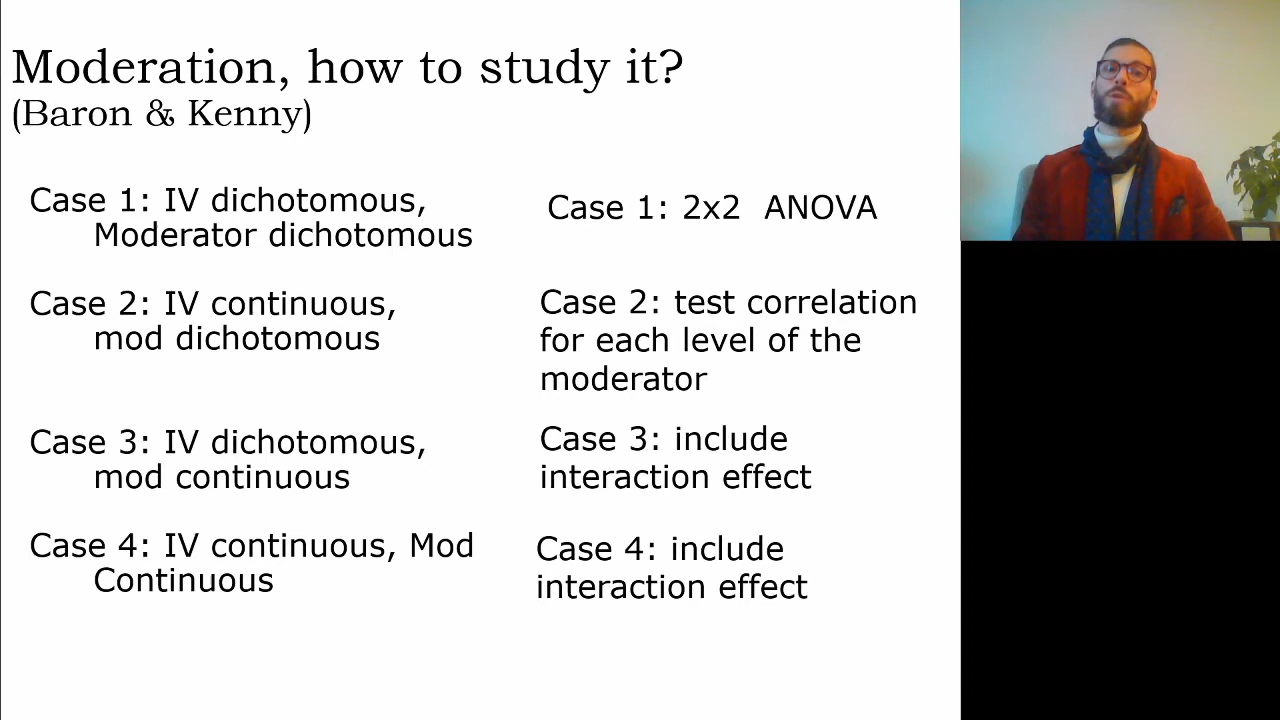 Moderation, how to study it?
(Baron & Kenny)
Case 1: IV dichotomous,
Moderator dichotomous
Case 2: IV continuous,
mod dichotomous
Case 3: IV dichotomous,
mod continuous
Case 4: IV continuous, Mod
Continuous
Case 1: 2x2 ANOVA
Case 2: test correlation
for each level of the
moderator
Case 3: include
interaction effect
Case 4: include
interaction effect